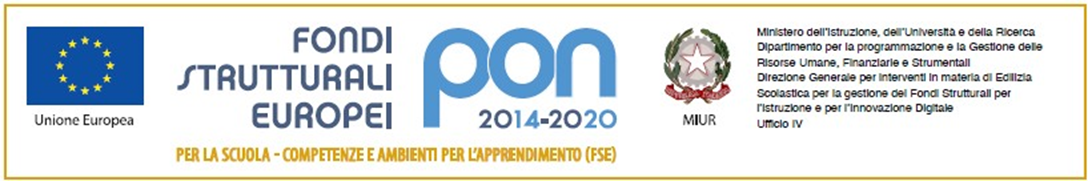 Unione Europea
FONDI
STRUTTURALI
EUROPEI
pon
2014-2020
PER LA SCUOLA - COMPETENZE E AMBIENTI PER L'APPRENDIMENTO (FSE)
MIUR
Ministero dell'Istruzione, dell'Università e della Ricerca
Dipartimento per la programmazione e la Gestione delle
Risorse Umane, Finanziarie e Strumentali
Direzione Generale per interventi in materia di Edilizia
Scolastica per la gestione dei Fondi Strutturali per
l'Istruzione e per l'Innovazione Digitale
Ufficio IV